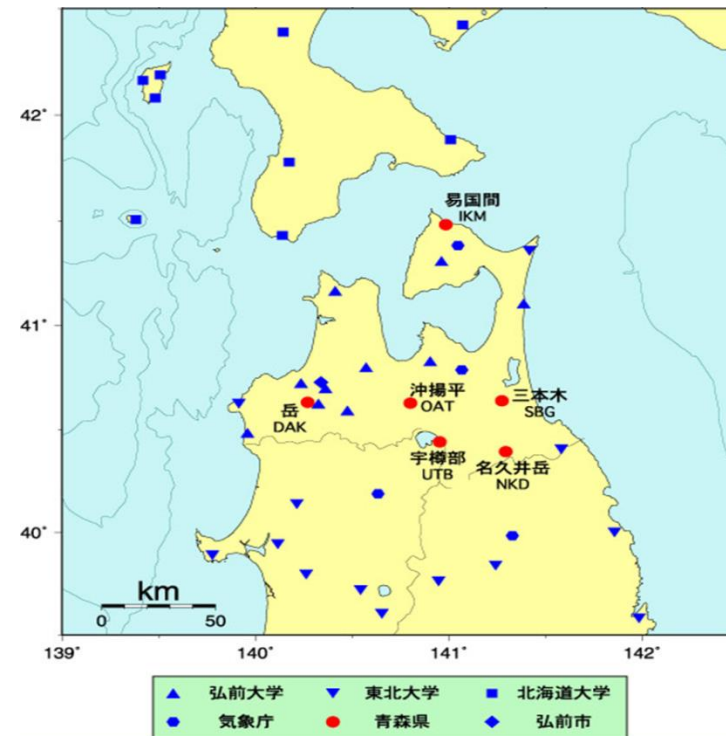 42°
易国間
IKM
41°
岳
DAK
沖揚平
OAT
三本木
SBG
宇樽部
UTB
名久井岳
NKD
40°
km
0 50
139° 140° 141° 142°
弘前大学 東北大学 北海道大学
気象庁 青森県 弘前市